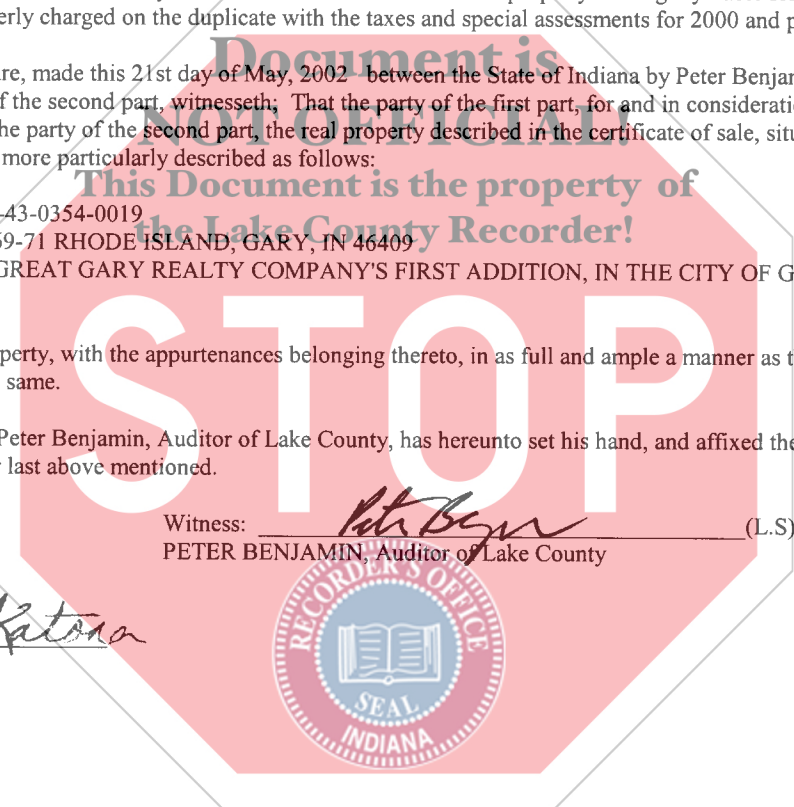 erly charged on the duplicate with the taxes and special assessments for 2000 and p
Document is
re, made this 21st day of May, 2002 between the State of Indiana by Peter Benjam
f the second part, witnesseth; That the party of the first part, for and in consideratio
NOT OFFICIAL!
he party of the second part, the real property described in the certificate of sale, situ
more particularly described as follows:
This Document is the property of
-43-0354-0019
the Lake County Recorder!
59-71 RHODE ISLAND, GARY, IN 46409
GREAT GARY REALTY COMPANY'S FIRST ADDITION, IN THE CITY OF G
STOP
perty, with the appurtenances belonging thereto, in as full and ample a manner as t
same.
Peter Benjamin, Auditor of Lake County, has hereunto set his hand, and affixed the
last above mentioned.
Witness: (L.S)
PETER BENJAMIN, Auditor of Lake County
Katona
RECORDER'S OFFICE
SEAL
INDIANA